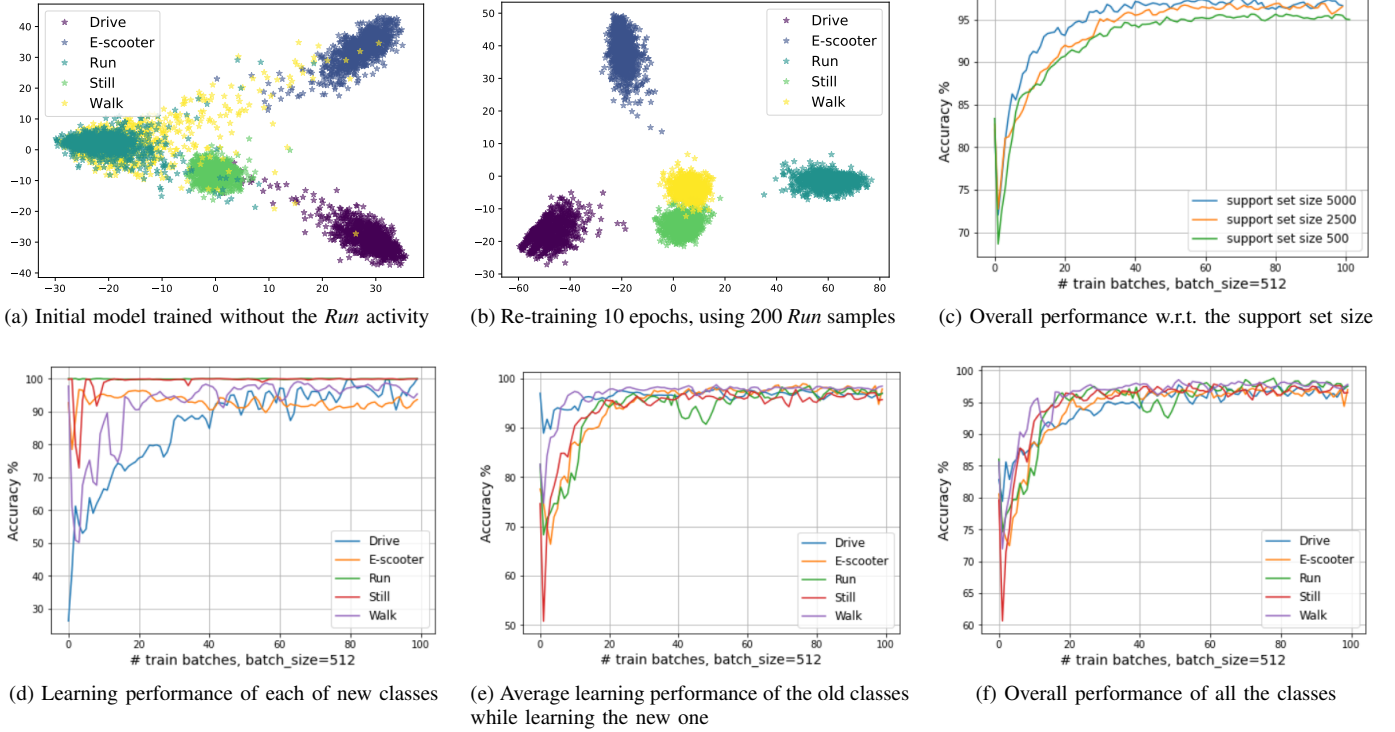 Drive
E-scooter
Run
Still
Walk
40
30
20
10
0
−10
−20
−30
−40
−30
−20
−10
0
10
20
30
(a) Initial model trained without the Run activity
Drive
E-scooter
Run
Still
Walk
50
40
30
20
10
0
−10
−20
−30
−60
−40
−20
0
20
40
60
80
(b) Re-training 10 epochs, using 200 Run samples
Accuracy %
95
90
85
80
75
70
support set size 5000
support set size 2500
support set size 500
0
20
40
60
80
100
# train batches, batch_size=512
(c) Overall performance w.r.t. the support set size
Accuracy %
100
90
80
70
60
50
40
30
Drive
E-scooter
Run
Still
Walk
0
20
40
60
80
100
# train batches, batch_size=512
(d) Learning performance of each of new classes
Accuracy %
100
90
80
70
60
50
Drive
E-scooter
Run
Still
Walk
0
20
40
60
80
100
# train batches, batch_size=512
(e) Average learning performance of the old classes
while learning the new one
Accuracy %
100
95
90
85
80
75
70
65
60
Drive
E-scooter
Run
Still
Walk
0
20
40
60
80
100
# train batches, batch_size=512
(f) Overall performance of all the classes